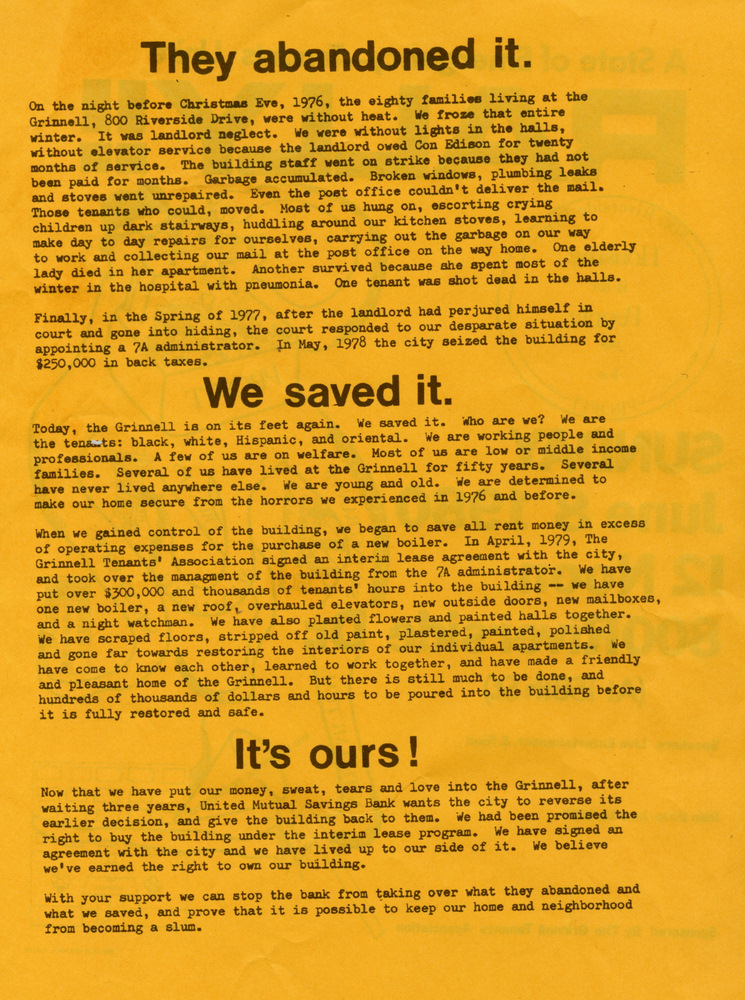 They abandoned it.
On the night before Christmas Eve, 1976, the eighty families living at the
Grinnell, 800 Riverside Drive, were without heat. We froze that entire
winter. It was landlord neglect. We were without lights in the halls,
without elevator service because the landlord owed Con Edison for twenty
months of service. The building staff went on strike because they had not
been paid for months. Garbage accumulated. Broken windows, plumbing leaks
and stoves went unrepaired. Even the post office couldn't deliver the mail.
Those tenants who could, moved. Most of us hung on, escorting crying
children up dark stairways, huddling around our kitchen stoves, learning to
make day to day repairs for ourselves, carrying out the garbage on our way
to work and collecting our mail at the post office on the way home. One elderly
lady died in her apartment. Another survived because she spent most of the
winter in the hospital with pneumonia. One tenant was shot dead in the halls.
Finally, in the Spring of 1977, after the landlord had perjured himself in
court and gone into hiding, the court responded to our desparate situation by
appointing a 7A administrator. In May, 1978 the city seized the building for
$250,000 in back taxes.
We saved it.
Today, the Grinnell is on its feet again. We saved it. Who are we? We are
the tenants: black, white, Hispanic, and oriental. We are working people and
professionals. A few of us are on welfare. Most of us are low or middle income
families. Several of us have lived at the Grinnell for fifty years. Several
have never lived anywhere else. We are young and old. We are determined to
make our home secure from the horrors we experienced in 1976 and before.
When we gained control of the building, we began to save all rent money in excess
of operating expenses for the purchase of a new boiler. In April, 1979, The
Grinnell Tenants' Association signed an interim lease agreement with the city,
and took over the managment of the building from the 7A administrator. We have
put over $300,000 and thousands of tenants' hours into the building -- we have
one new boiler, a new roof, overhauled elevators, new outside doors, new mailboxes,
and a night watchman. We have also planted flowers and painted halls together.
We have scraped floors, stripped off old paint, plastered, painted, polished
and gone far towards restoring the interiors of our individual apartments. We
have come to know each other, learned to work together, and have made a friendly
and pleasant home of the Grinnell. But there is still much to be done, and
hundreds of thousands of dollars and hours to be poured into the building before
it is fully restored and safe.
It's ours!
Now that we have put our money, sweat, tears and love into the Grinnell, after
waiting three years, United Mutual Savings Bank wants the city to reverse its
earlier decision, and give the building back to them. We had been promised the
right to buy the building under the interim lease program. We have signed an
agreement with the city and we have lived up to our side of it. We believe
we've earned the right to own our building.
With your support we can stop the bank from taking over what they abandoned and
what we saved, and prove that it is possible to keep our home and neighborhood
from becoming a slum.